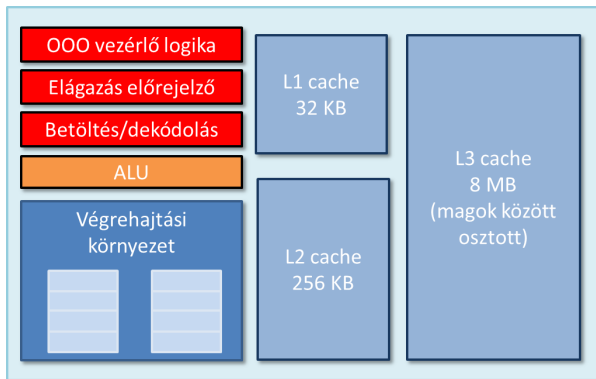 OOO vezérlő logika
Elágazás előrejelző
Betöltés/dekódolás
ALU
Végrehajtási
környezet
L1 cache
32 KB
L2 cache
256 KB
L3 cache
8 MB
(magok között
osztott)